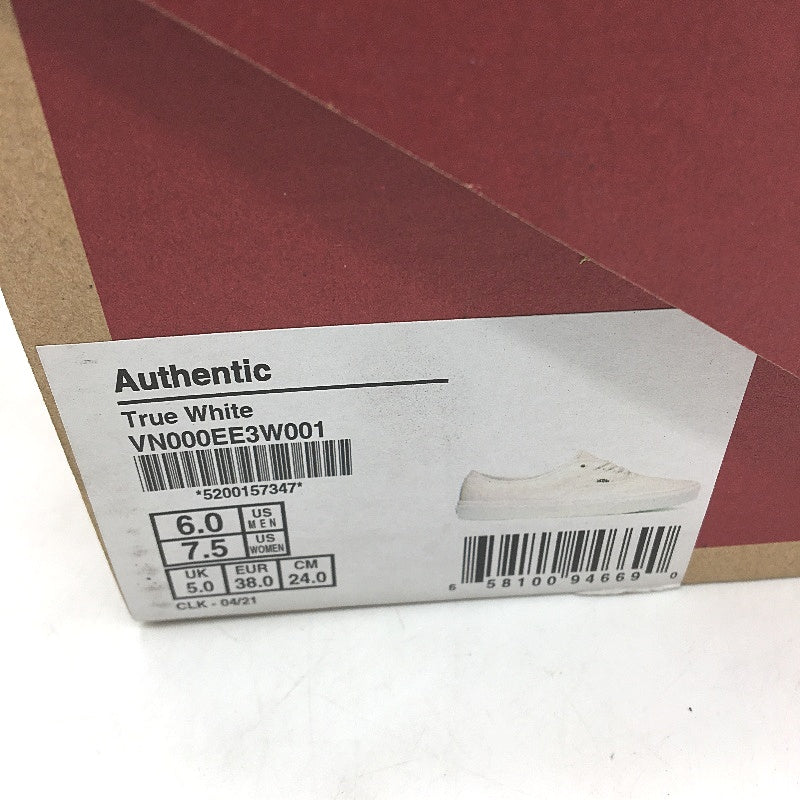 Authentic
True White
VN000EE3W001
*5200157347*
6.0 US MEN
7.5 US WOMEN
UK 5.0 EUR 38.0 CM 24.0
CLK - 04/21
6 58100 94669 0